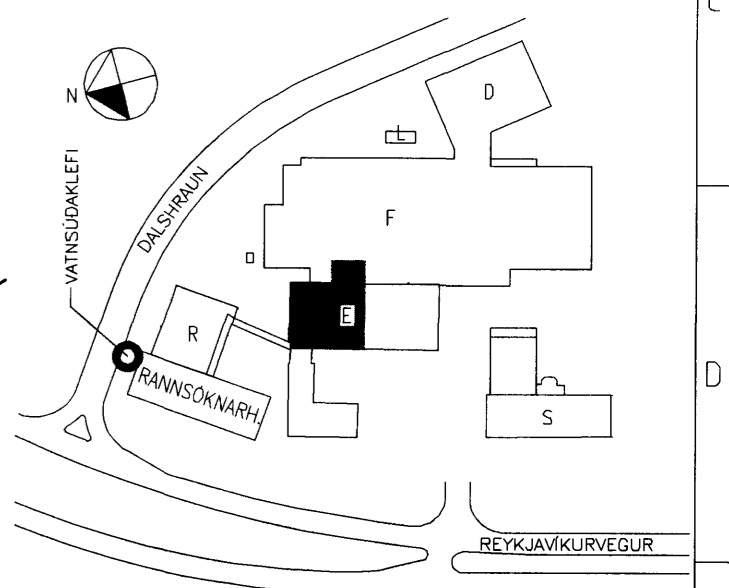 N
D
L
VATNSÚÐAKLEFI
DALSHRAUN
F
E
R
RANNSÓKNARH.
D
S
REYKJAVÍKURVEGUR